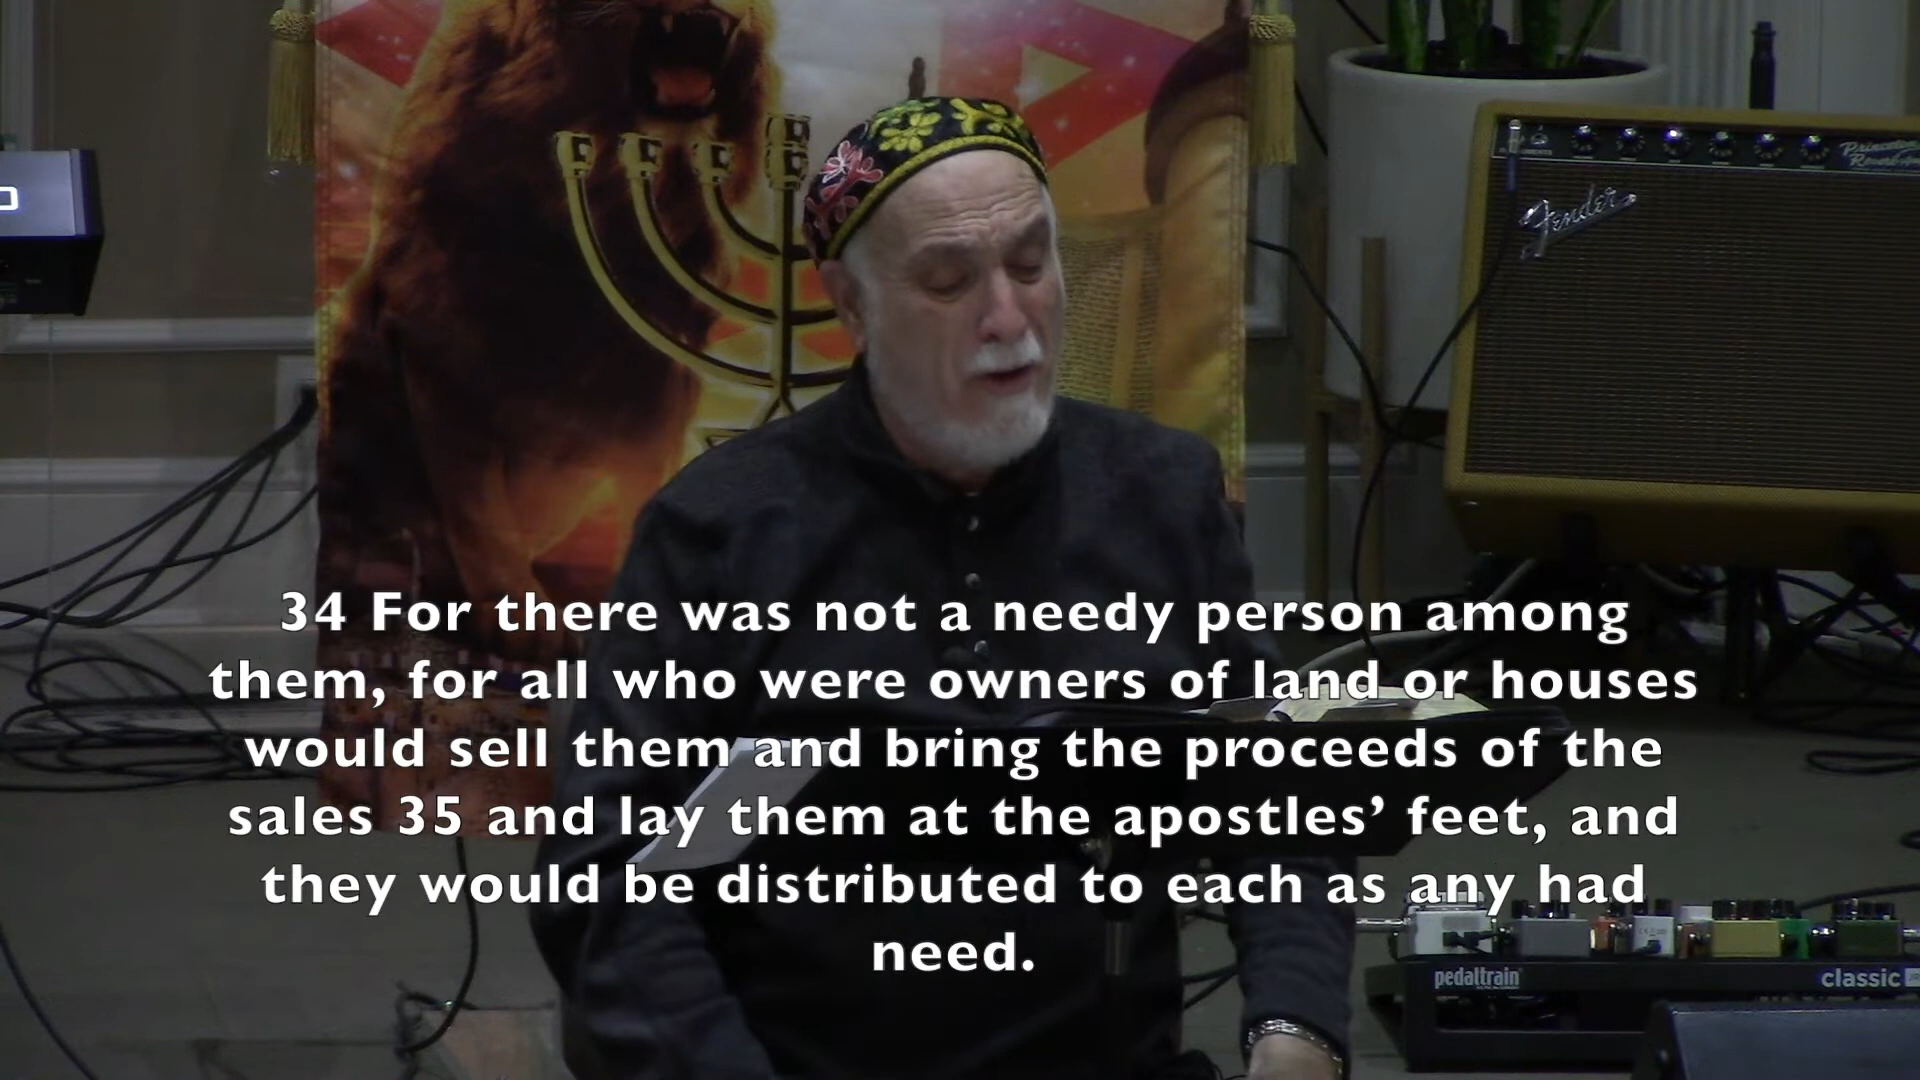 Princeton
Reverb
Fender
34 For there was not a needy person among
them, for all who were owners of land or houses
would sell them and bring the proceeds of the
sales 35 and lay them at the apostles’ feet, and
they would be distributed to each as any had
need.
pedaltrain
classic